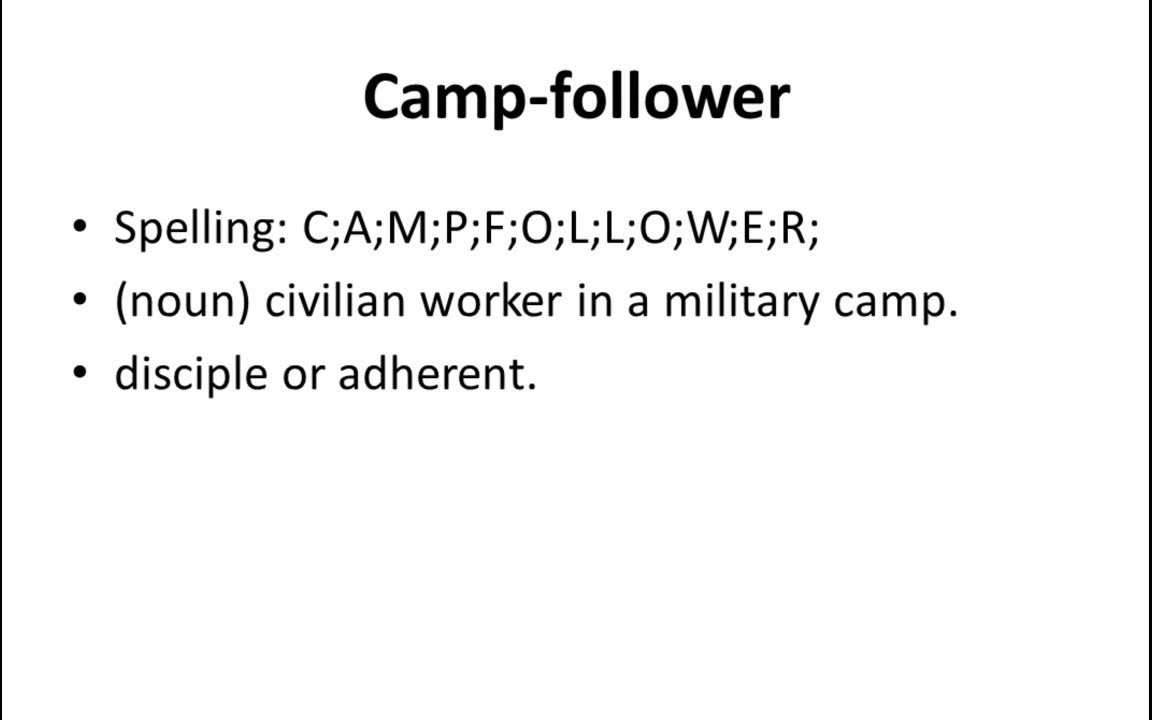 Camp-follower
• Spelling: C;A;M;P;F;O;L;L;O;W;E;R;
• (noun) civilian worker in a military camp.
• disciple or adherent.